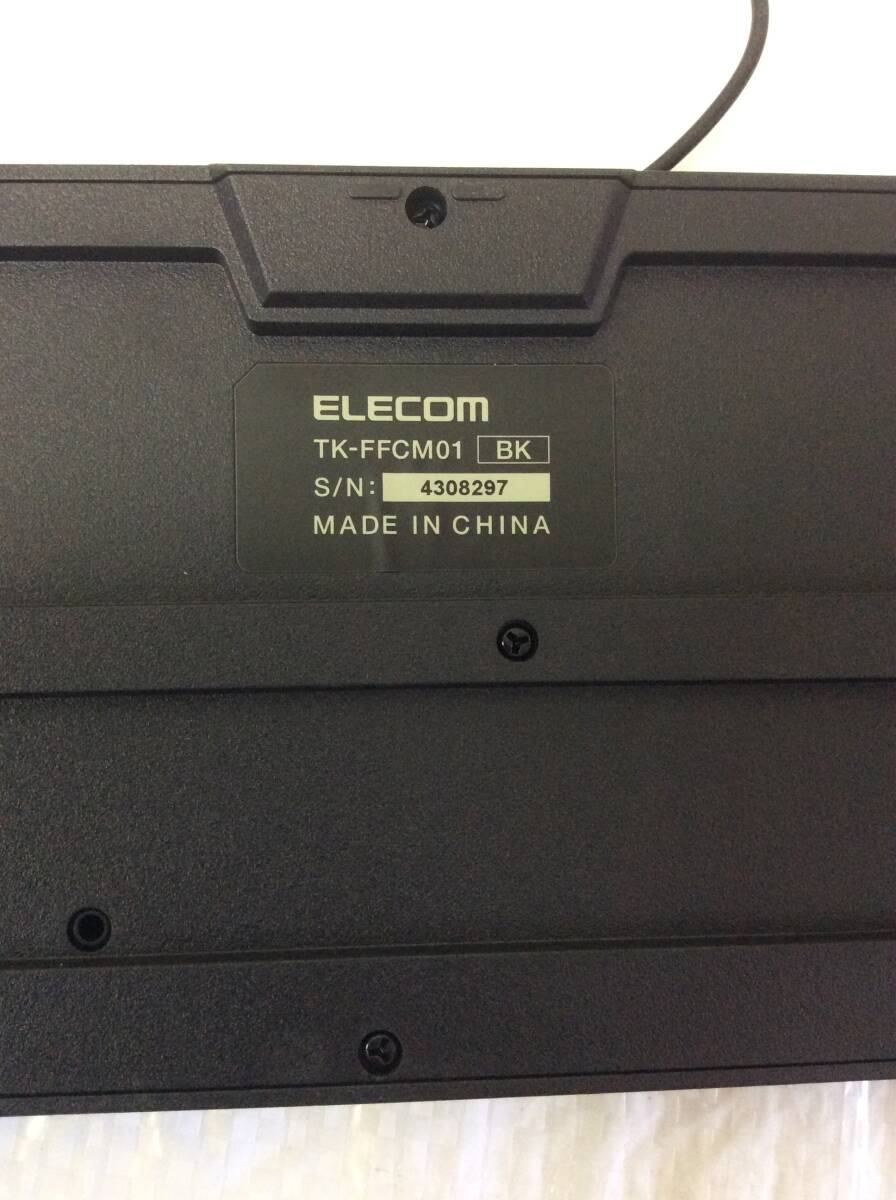 ELECOM
TK-FFCM01 BK
S/N: 4308297
MADE IN CHINA